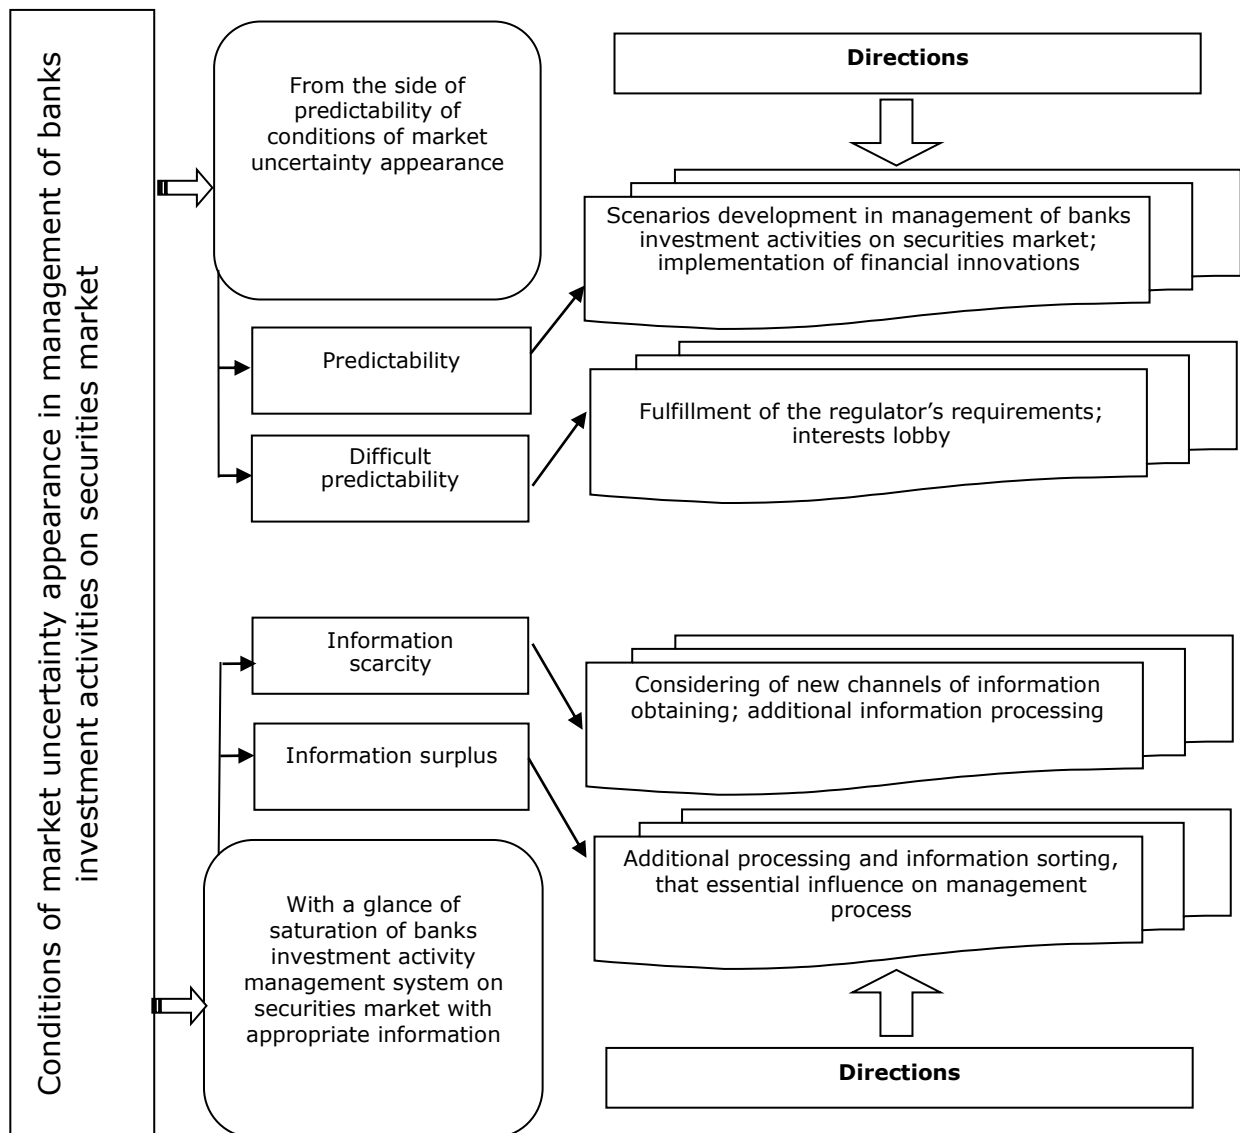 Conditions of market uncertainty appearance in management of banks
investment activities on securities market
From the side of
predictability of
conditions of market
uncertainty appearance
Directions
Scenarios development in management of banks
investment activities on securities market;
implementation of financial innovations
Predictability
Fulfillment of the regulator’s requirements;
interests lobby
Difficult
predictability
Information
scarcity
Considering of new channels of information
obtaining; additional information processing
Information surplus
Additional processing and information sorting,
that essential influence on management
process
With a glance of
saturation of banks
investment activity
management system on
securities market with
appropriate information
Directions